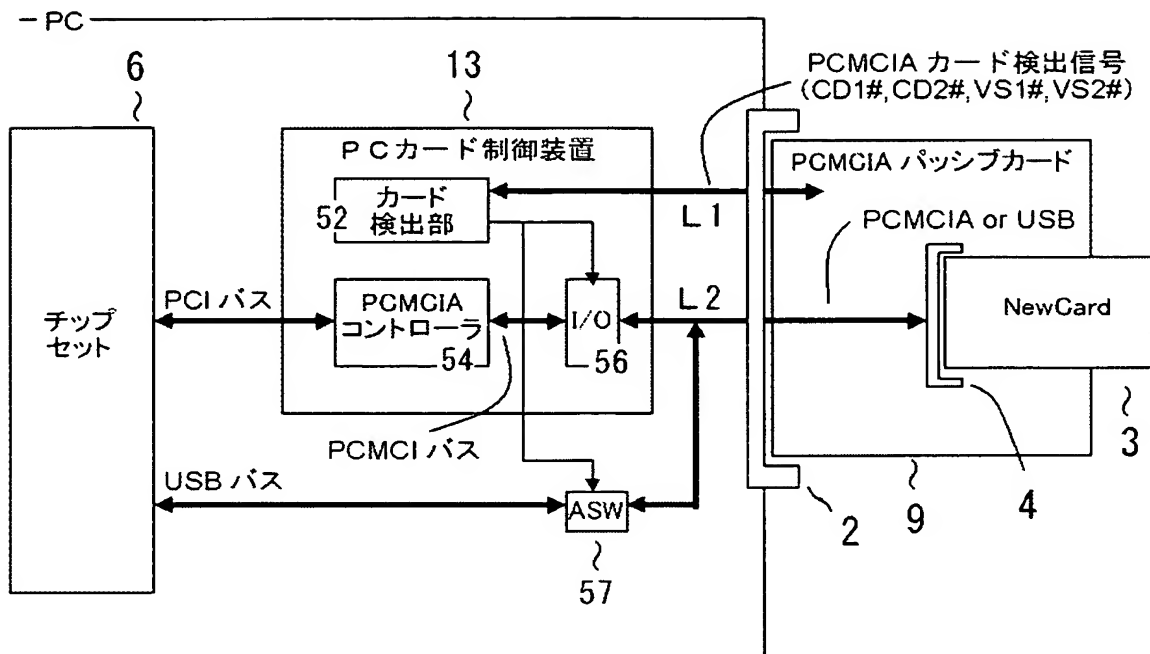 PC
6
13
PCMCIA カード検出信号
(CD1#,CD2#,VS1#,VS2#)
PCカード制御装置
PCMCIA パッシブカード
カード
検出部
52
L1
PCMCIA or USB
PCI バス
チップ
セット
PCMCIA
コントローラ
54
I/O
56
L2
NewCard
PCMCI バス
3
USB バス
ASW
57
2
9
4